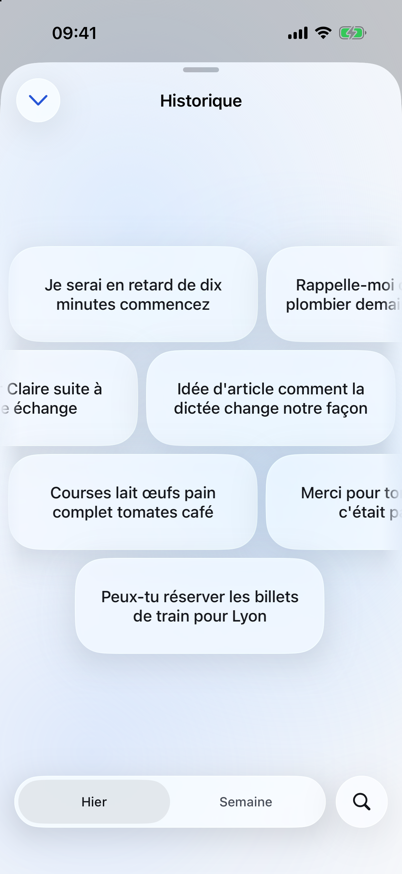 09:41
Historique
Je serai en retard de dix
minutes commencez
Rappelle-moi
plombier
Claire suite à
échange
Idée d'article comment la
dictée change notre façon
Courses lait œufs pain
complet tomates café
Merci pour
c'était
Peux-tu réserver les billets
de train pour Lyon
Hier
Semaine